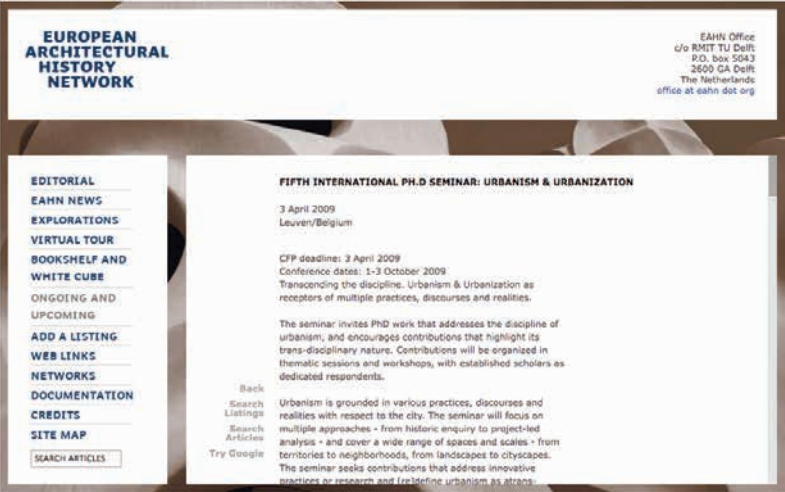 EUROPEAN
ARCHITECTURAL
HISTORY
NETWORK
EAHN Office
c/o RMIT TU Delft
P.O. box 5043
2600 GA Delft
The Netherlands
office at eahn dot org
EDITORIAL
EAHN NEWS
EXPLORATIONS
VIRTUAL TOUR
BOOKSHELF AND
WHITE CUBE
ONGOING AND
UPCOMING
ADD A LISTING
WEB LINKS
NETWORKS
DOCUMENTATION
CREDITS
SITE MAP
SEARCH ARTICLES
Back
Search
Listings
Search
Articles
Try Google
FIFTH INTERNATIONAL PH.D SEMINAR: URBANISM & URBANIZATION
3 April 2009
Leuven/Belgium
CFP deadline: 3 April 2009
Conference dates: 1-3 October 2009
Transcending the discipline. Urbanism & Urbanization as
receptors of multiple practices, discourses and realities.
The seminar invites PhD work that addresses the discipline of
urbanism, and encourages contributions that highlight its
trans-disciplinary nature. Contributions will be organized in
thematic sessions and workshops, with established scholars as
dedicated respondents.
Urbanism is grounded in various practices, discourses and
realities with respect to the city. The seminar will focus on
multiple approaches - from historic enquiry to project-led
analysis - and cover a wide range of spaces and scales - from
territories to neighborhoods, from landscapes to cityscapes.
The seminar seeks contributions that address innovative
practices or research and [re]define urbanism as atrans-